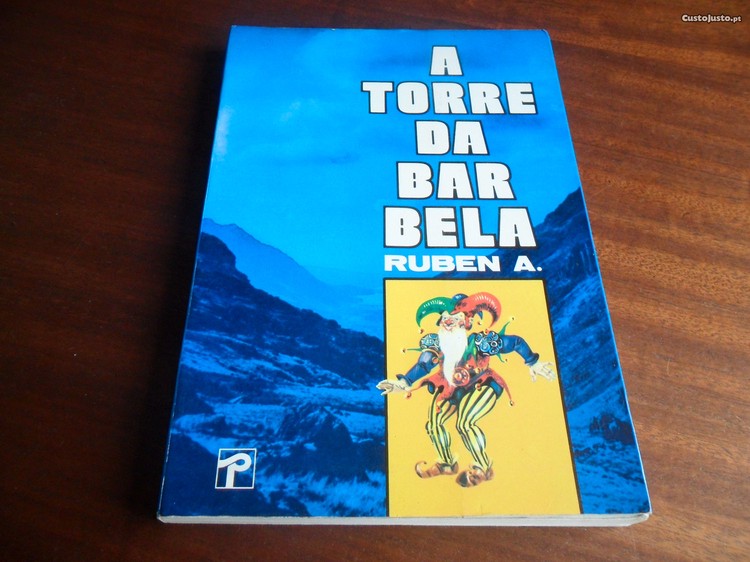 CustoJusto.pt
A
TORRE
DA
BAR
BELA
RUBEN A.
P